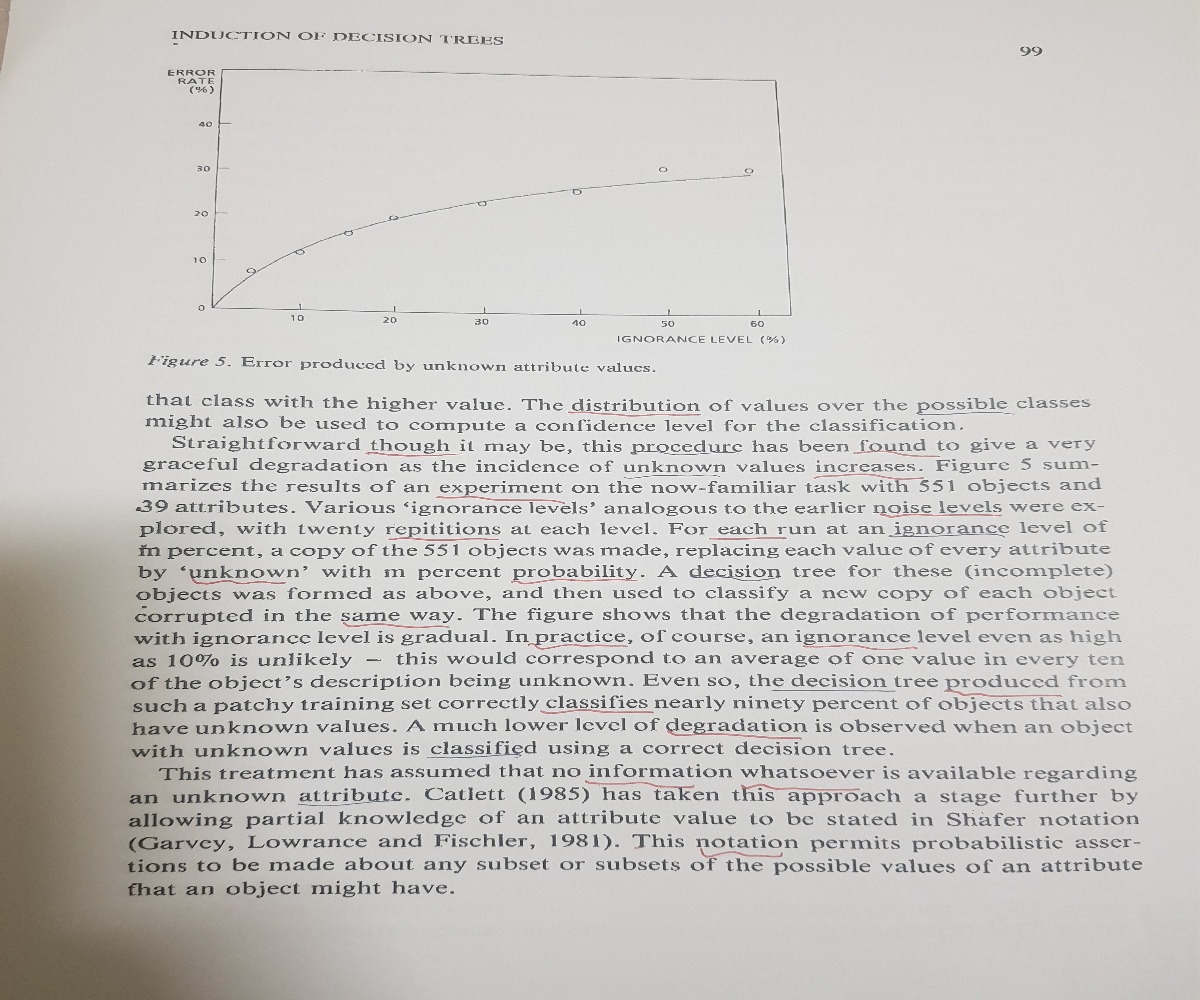 INDUCTION OF DECISION TREES
99
ERROR
RATE
(%)
40
30
20
10
0
10 20 30 40 50 60
IGNORANCE LEVEL (%)
Figure 5. Error produced by unknown attribute values.
that class with the higher value. The distribution of values over the possible classes
might also be used to compute a confidence level for the classification.
Straightforward though it may be, this procedure has been found to give a very
graceful degradation as the incidence of unknown values increases. Figure 5 sum-
marizes the results of an experiment on the now-familiar task with 551 objects and
39 attributes. Various ‘ignorance levels’ analogous to the earlier noise levels were ex-
plored, with twenty repititions at each level. For each run at an ignorance level of
m percent, a copy of the 551 objects was made, replacing each value of every attribute
by ‘unknown’ with m percent probability. A decision tree for these (incomplete)
objects was formed as above, and then used to classify a new copy of each object
corrupted in the same way. The figure shows that the degradation of performance
with ignorance level is gradual. In practice, of course, an ignorance level even as high
as 10% is unlikely – this would correspond to an average of one value in every ten
of the object’s description being unknown. Even so, the decision tree produced from
such a patchy training set correctly classifies nearly ninety percent of objects that also
have unknown values. A much lower level of degradation is observed when an object
with unknown values is classified using a correct decision tree.
This treatment has assumed that no information whatsoever is available regarding
an unknown attribute. Catlett (1985) has taken this approach a stage further by
allowing partial knowledge of an attribute value to be stated in Shafer notation
(Garvey, Lowrance and Fischler, 1981). This notation permits probabilistic asser-
tions to be made about any subset or subsets of the possible values of an attribute
that an object might have.